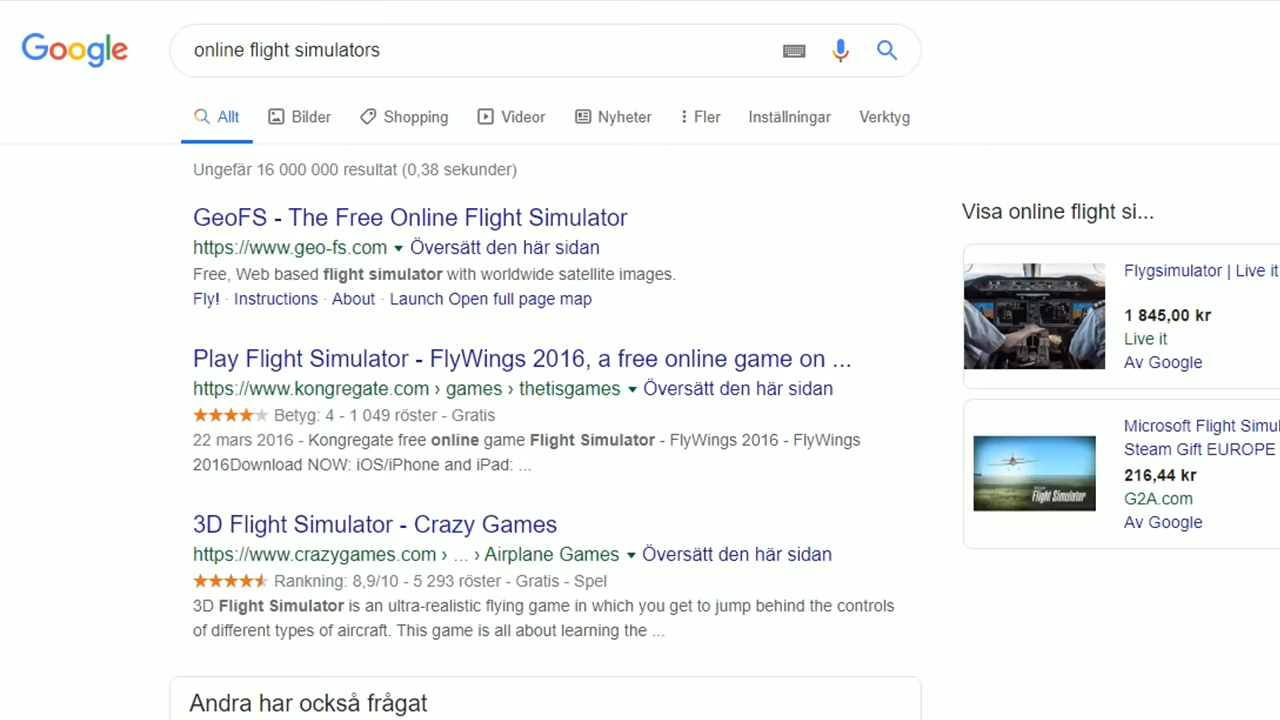 Google
online flight simulators
Allt Bilder Shopping Videor Nyheter Fler Inställningar Verktyg
Ungefär 16 000 000 resultat (0,38 sekunder)
GeoFS - The Free Online Flight Simulator
https://www.geo-fs.com Översätt den här sidan
Free, Web based flight simulator with worldwide satellite images.
Fly! · Instructions · About · Launch Open full page map
Play Flight Simulator - FlyWings 2016, a free online game on ...
https://www.kongregate.com › games › thetisgames Översätt den här sidan
Betyg: 4 - 1 049 röster - Gratis
22 mars 2016 - Kongregate free online game Flight Simulator - FlyWings 2016 - FlyWings
2016Download NOW: iOS/iPhone and iPad: ...
3D Flight Simulator - Crazy Games
https://www.crazygames.com › ... › Airplane Games Översätt den här sidan
Rankning: 8,9/10 - 5 293 röster - Gratis - Spel
3D Flight Simulator is an ultra-realistic flying game in which you get to jump behind the controls
of different types of aircraft. This game is all about learning the ...
Andra har också frågat
Visa online flight si...
Flygsimulator | Live it
1 845,00 kr
Live it
Av Google
Microsoft Flight Simul
Steam Gift EUROPE
216,44 kr
G2A.com
Av Google
Flight Simulator